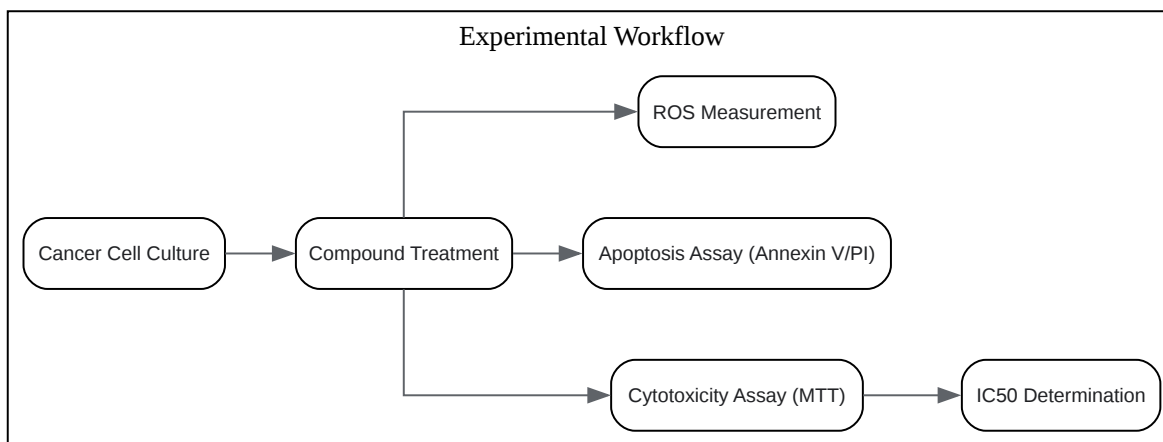 Experimental Workflow
ROS Measurement
Cancer Cell Culture
Compound Treatment
Apoptosis Assay (Annexin V/PI)
Cytotoxicity Assay (MTT)
IC50 Determination